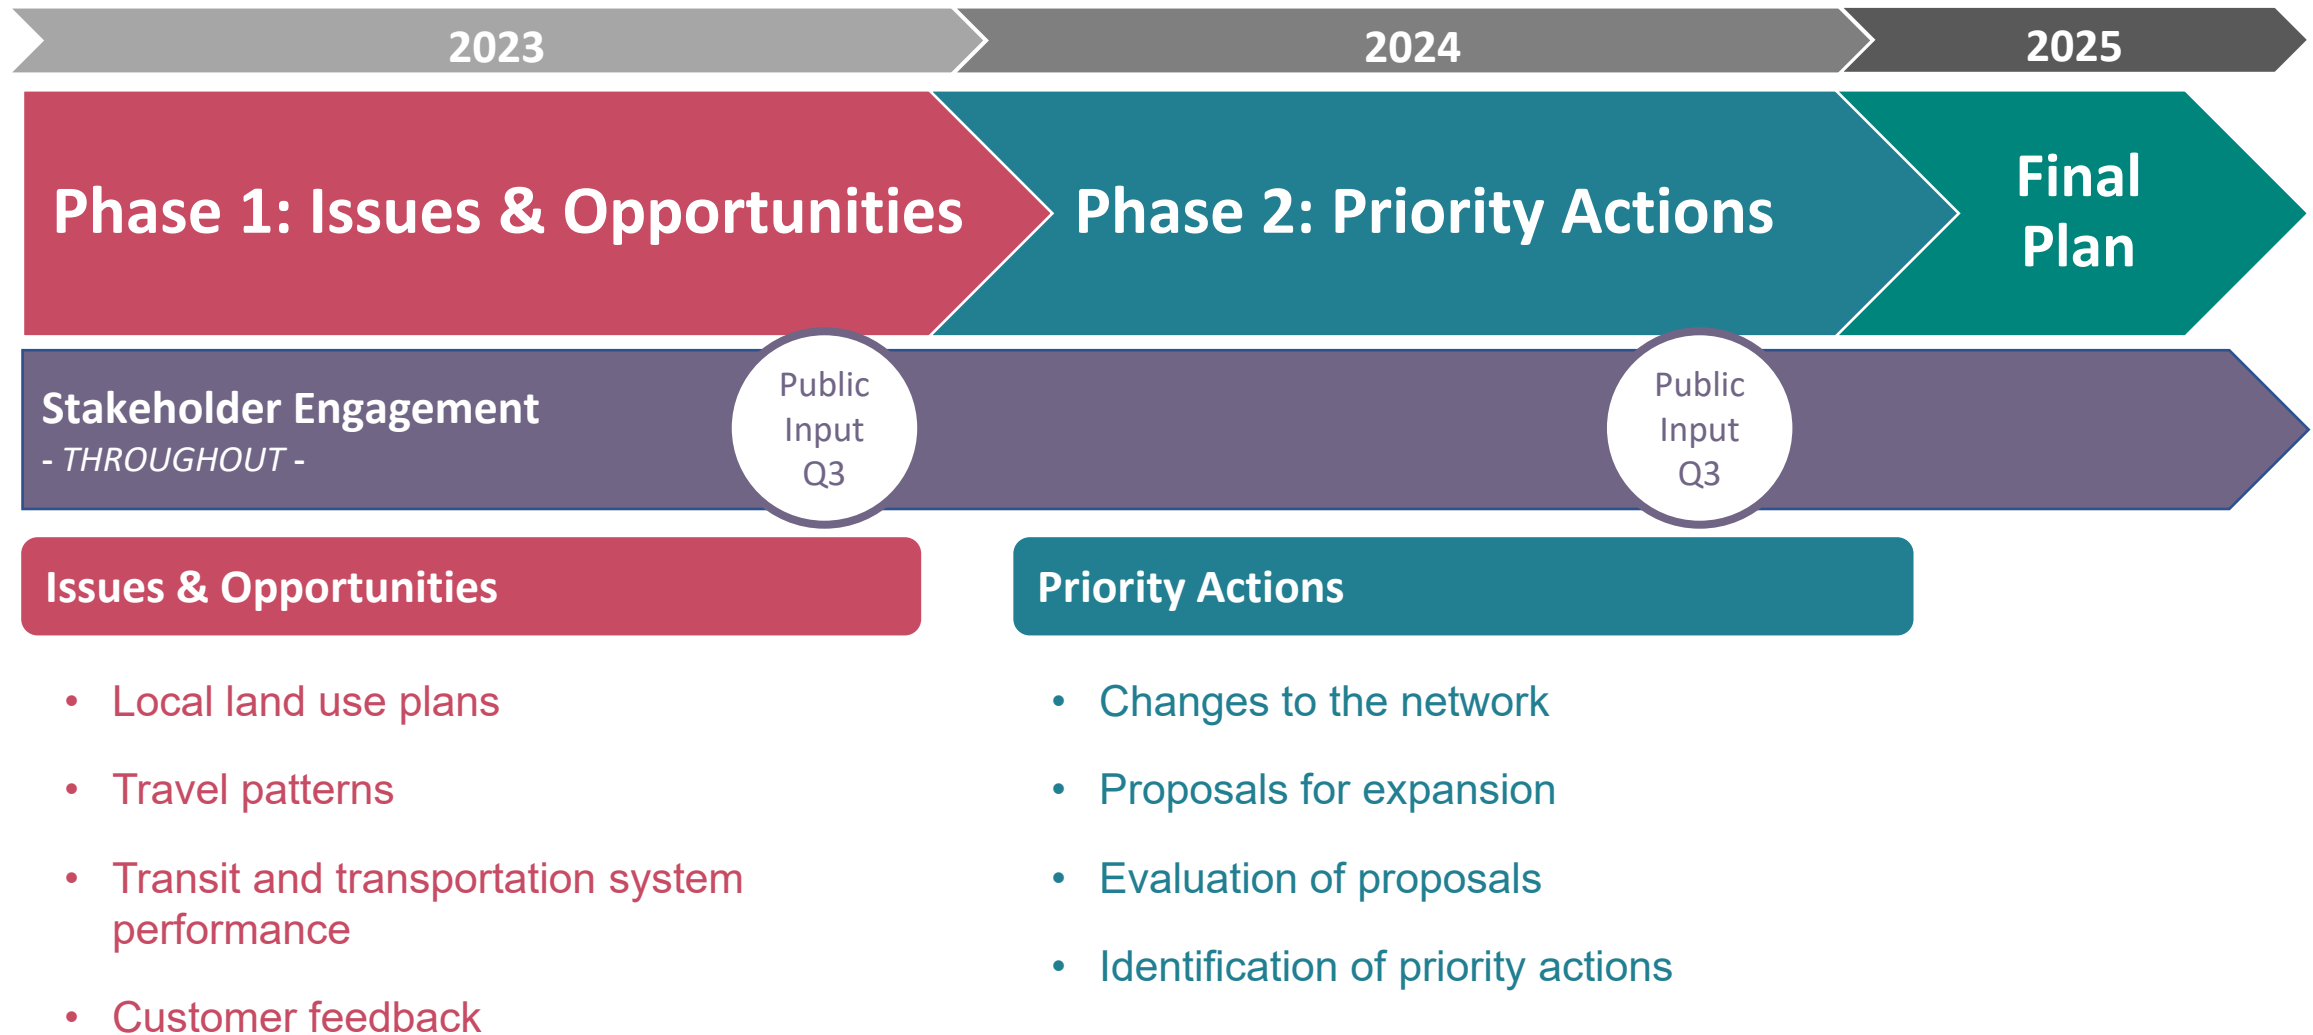 2023
2024
2025
Phase 1: Issues & Opportunities
Phase 2: Priority Actions
Final
Plan
Stakeholder Engagement
- THROUGHOUT -
Public
Input
Q3
Public
Input
Q3
Issues & Opportunities
• Local land use plans
• Travel patterns
• Transit and transportation system
performance
• Customer feedback
Priority Actions
• Changes to the network
• Proposals for expansion
• Evaluation of proposals
• Identification of priority actions